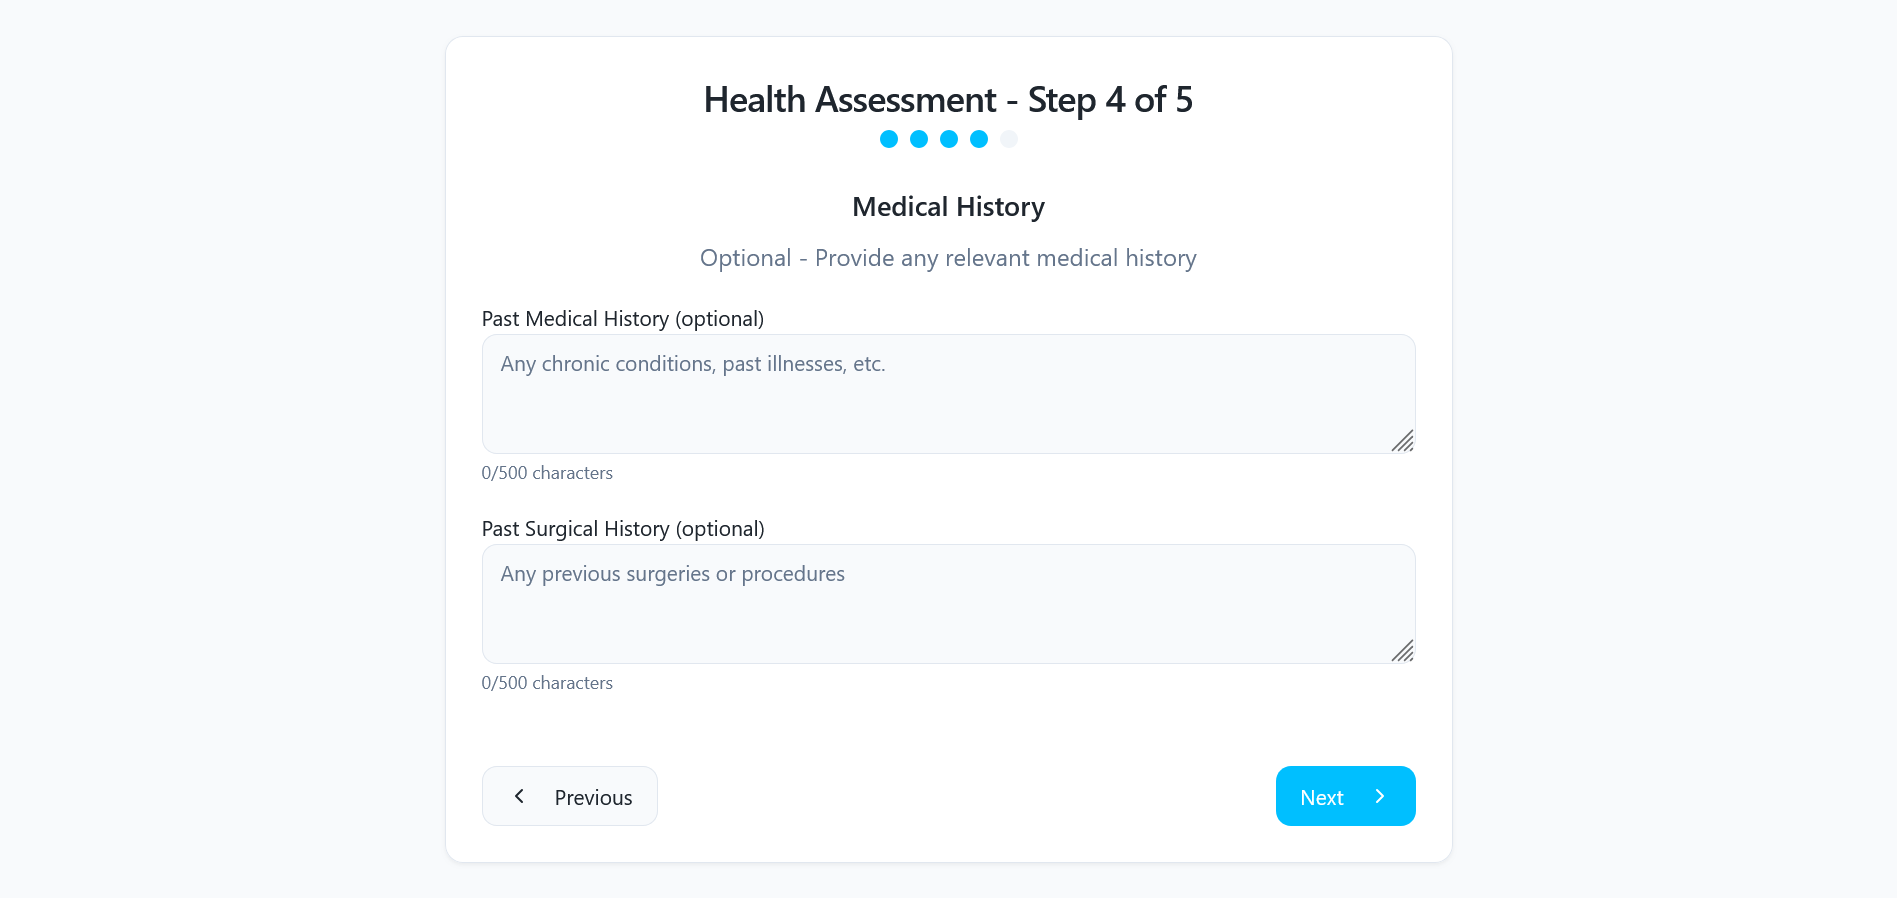 Health Assessment - Step 4 of 5
Medical History
Optional - Provide any relevant medical history
Past Medical History (optional)
Any chronic conditions, past illnesses, etc.
0/500 characters
Past Surgical History (optional)
Any previous surgeries or procedures
0/500 characters
Previous
Next